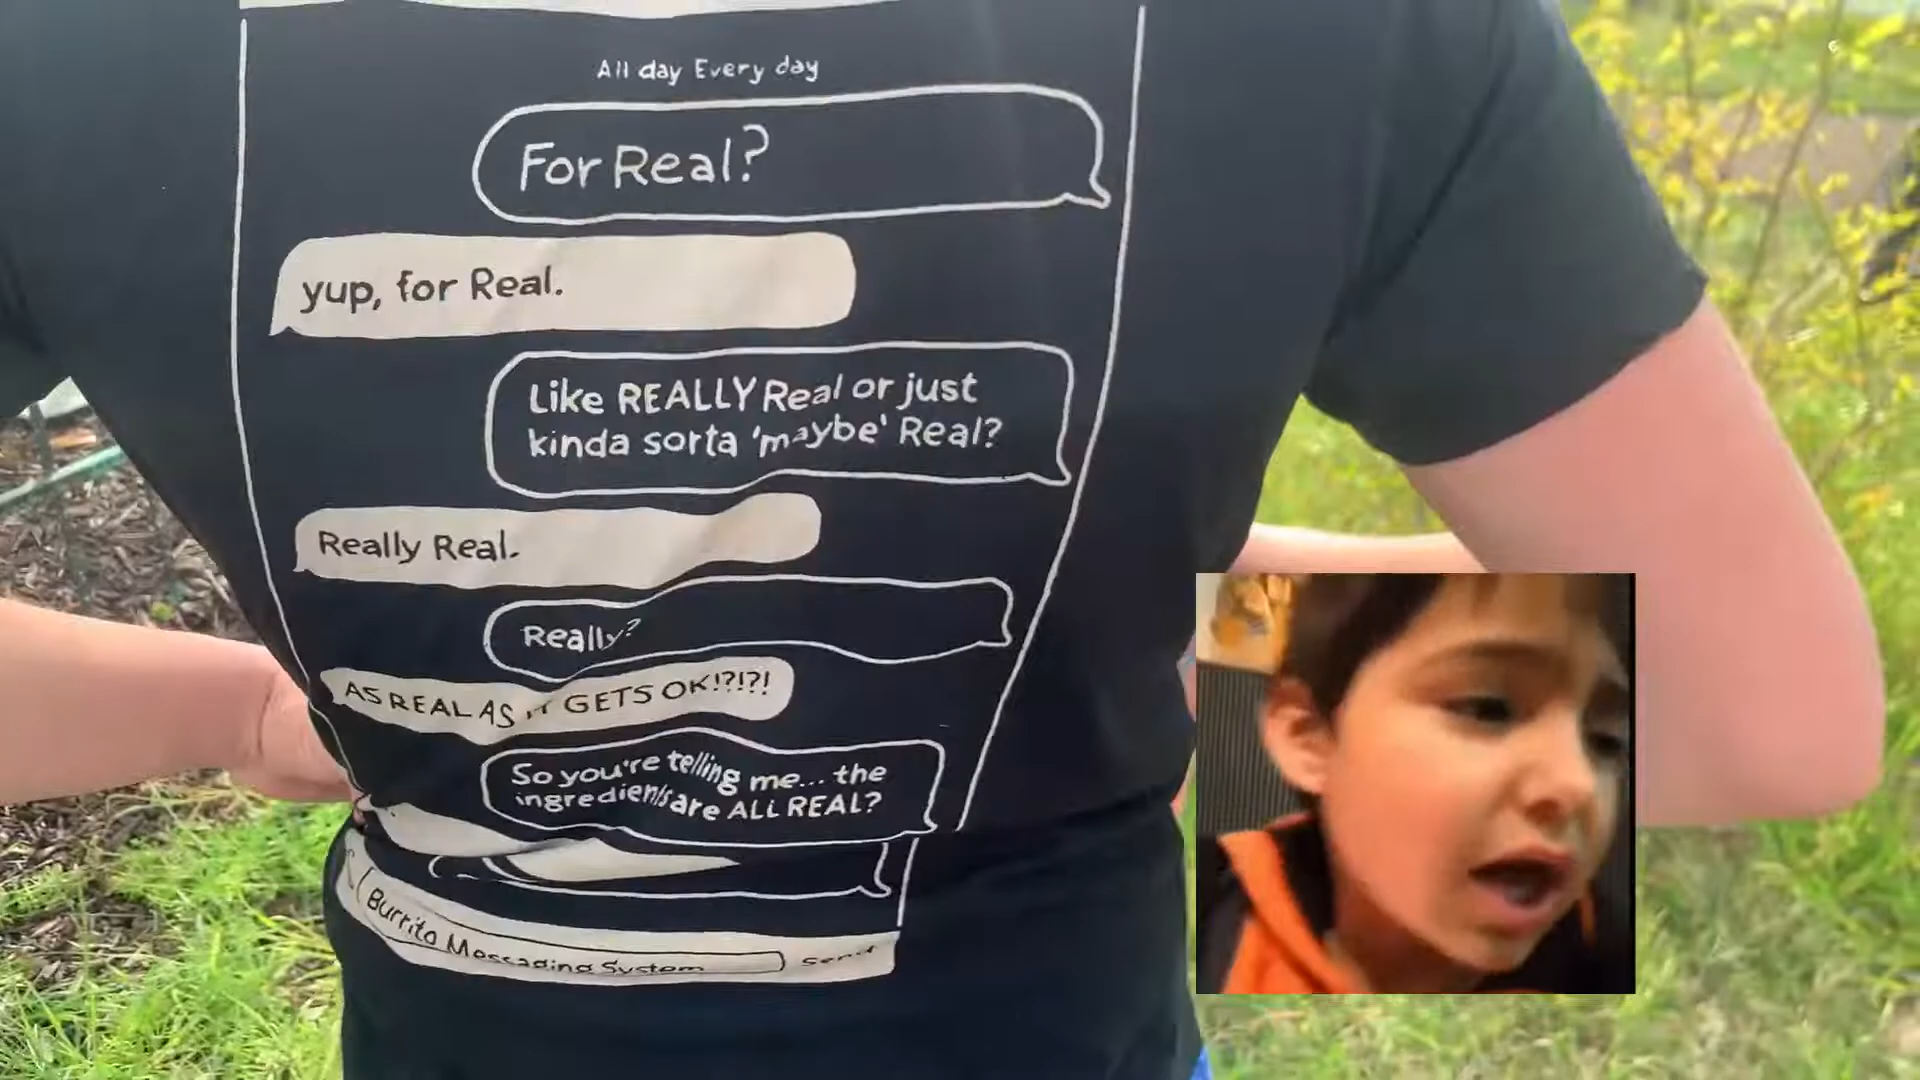 All day Every day
For Real?
yup, for Real.
Like REALLY Real or just
kinda sorta 'maybe' Real?
Really Real.
Really?
AS REAL AS IT GETS OK!?!?!
So you're telling me... the
ingredients are ALL REAL?
Burrito Messaging System
Send